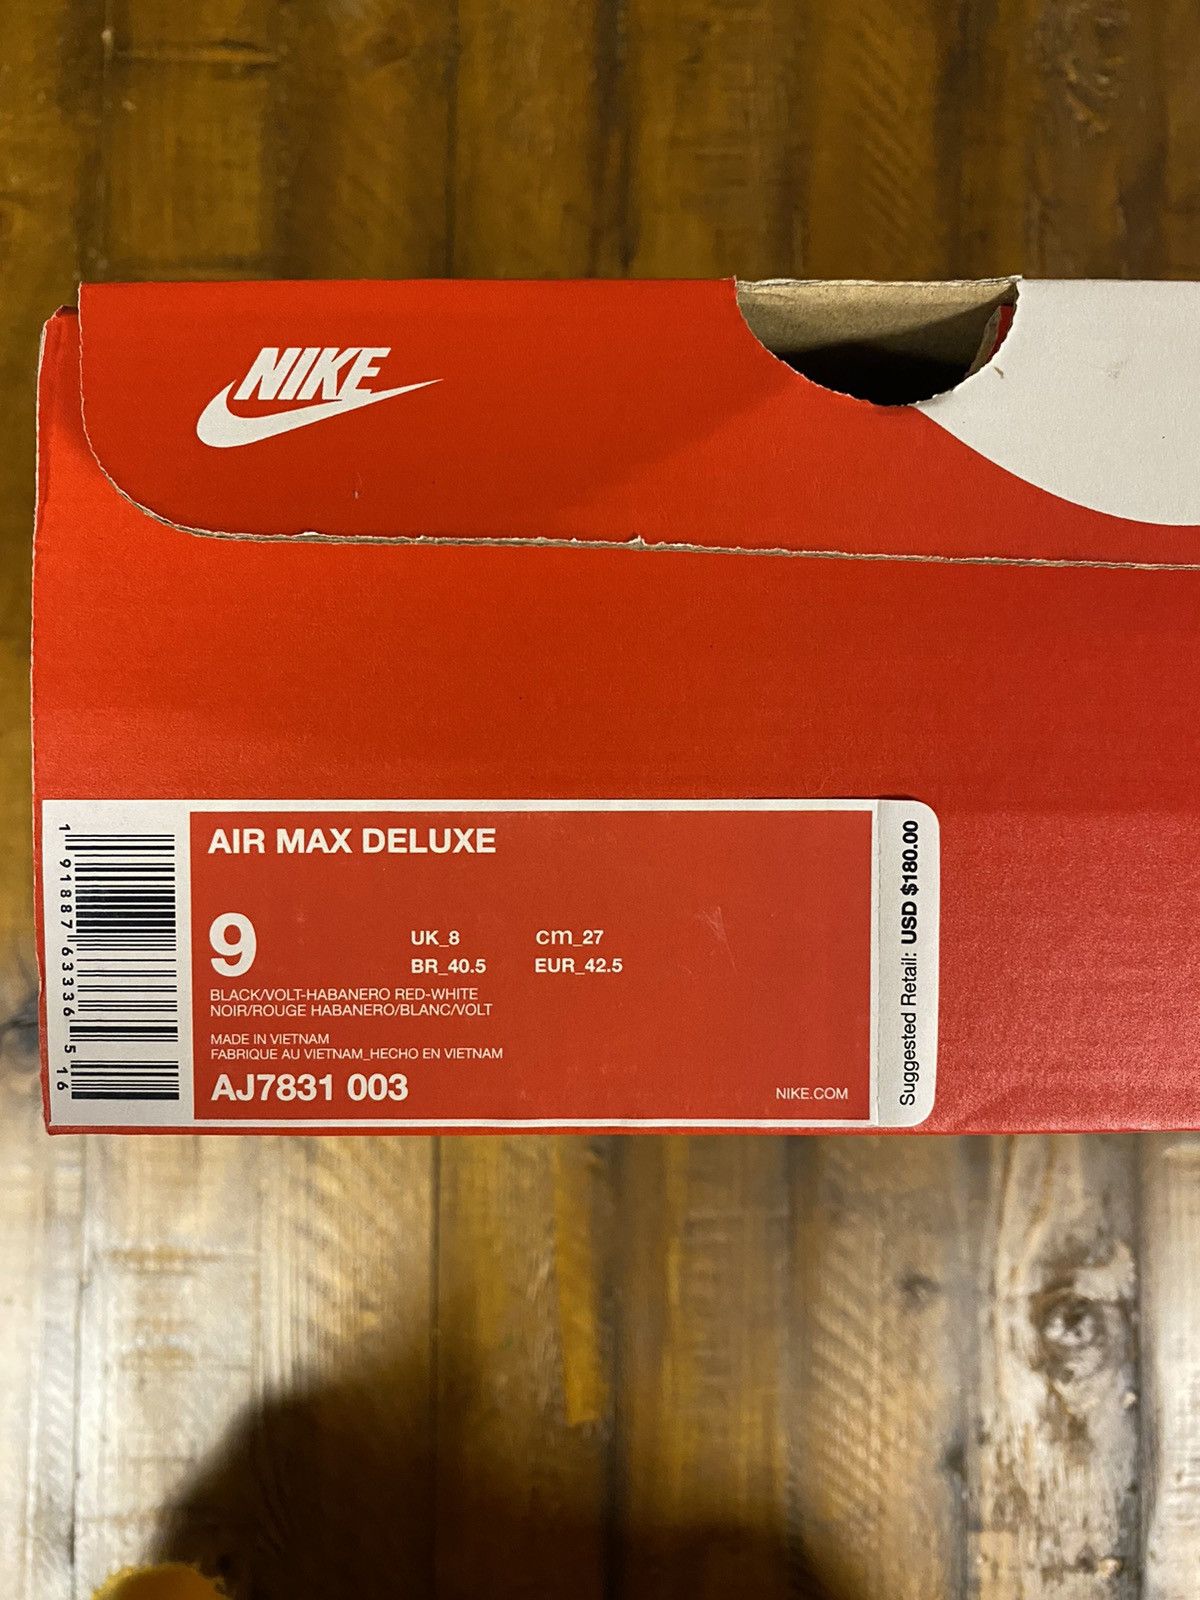 NIKE
AIR MAX DELUXE
9
UK_8 cm_27
BR_40.5 EUR_42.5
BLACK/VOLT-HABANERO RED-WHITE
NOIR/ROUGE HABANERO/BLANC/VOLT
MADE IN VIETNAM
FABRIQUE AU VIETNAM_HECHO EN VIETNAM
AJ7831 003
NIKE.COM
1 91887 63336 5 16
Suggested Retail: USD $180.00